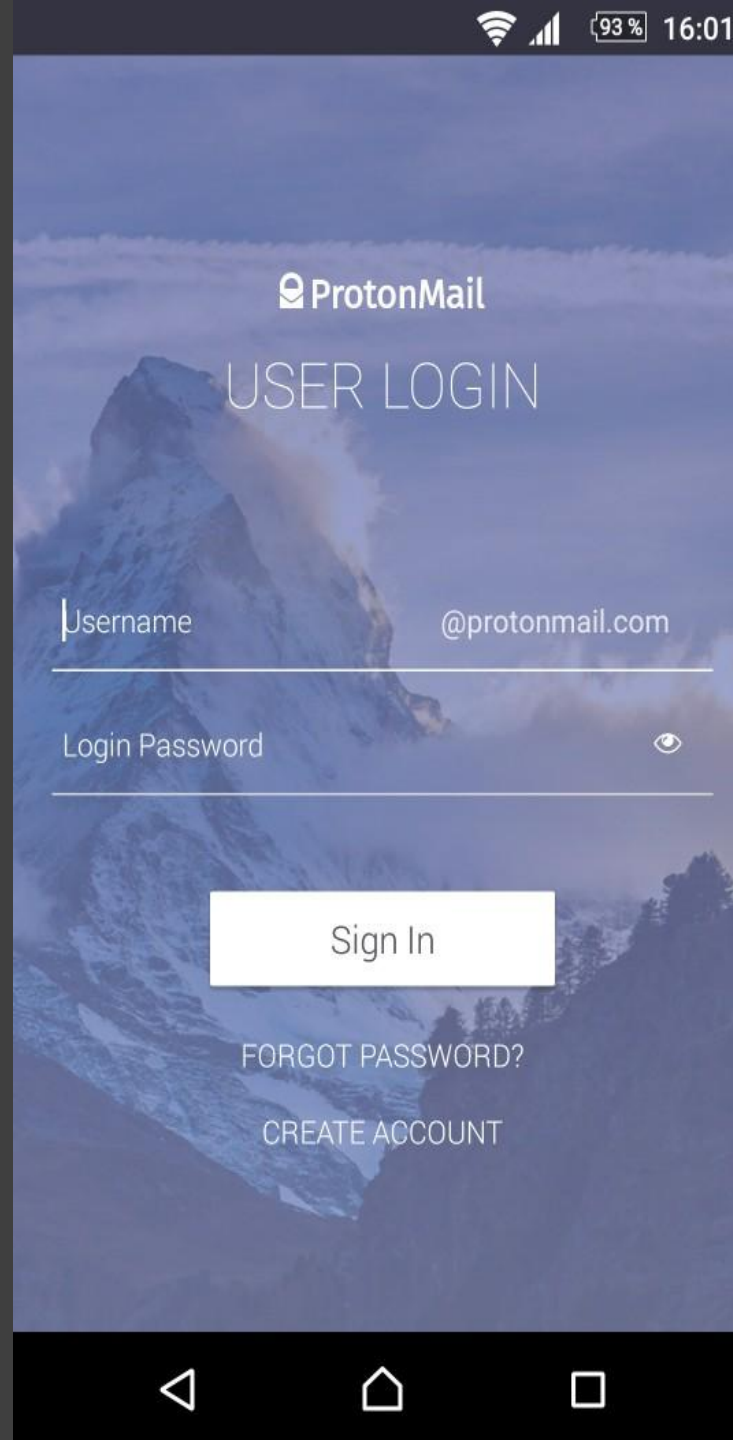 93 % 16:01
ProtonMail
USER LOGIN
Username @protonmail.com
Login Password
Sign In
FORGOT PASSWORD?
CREATE ACCOUNT